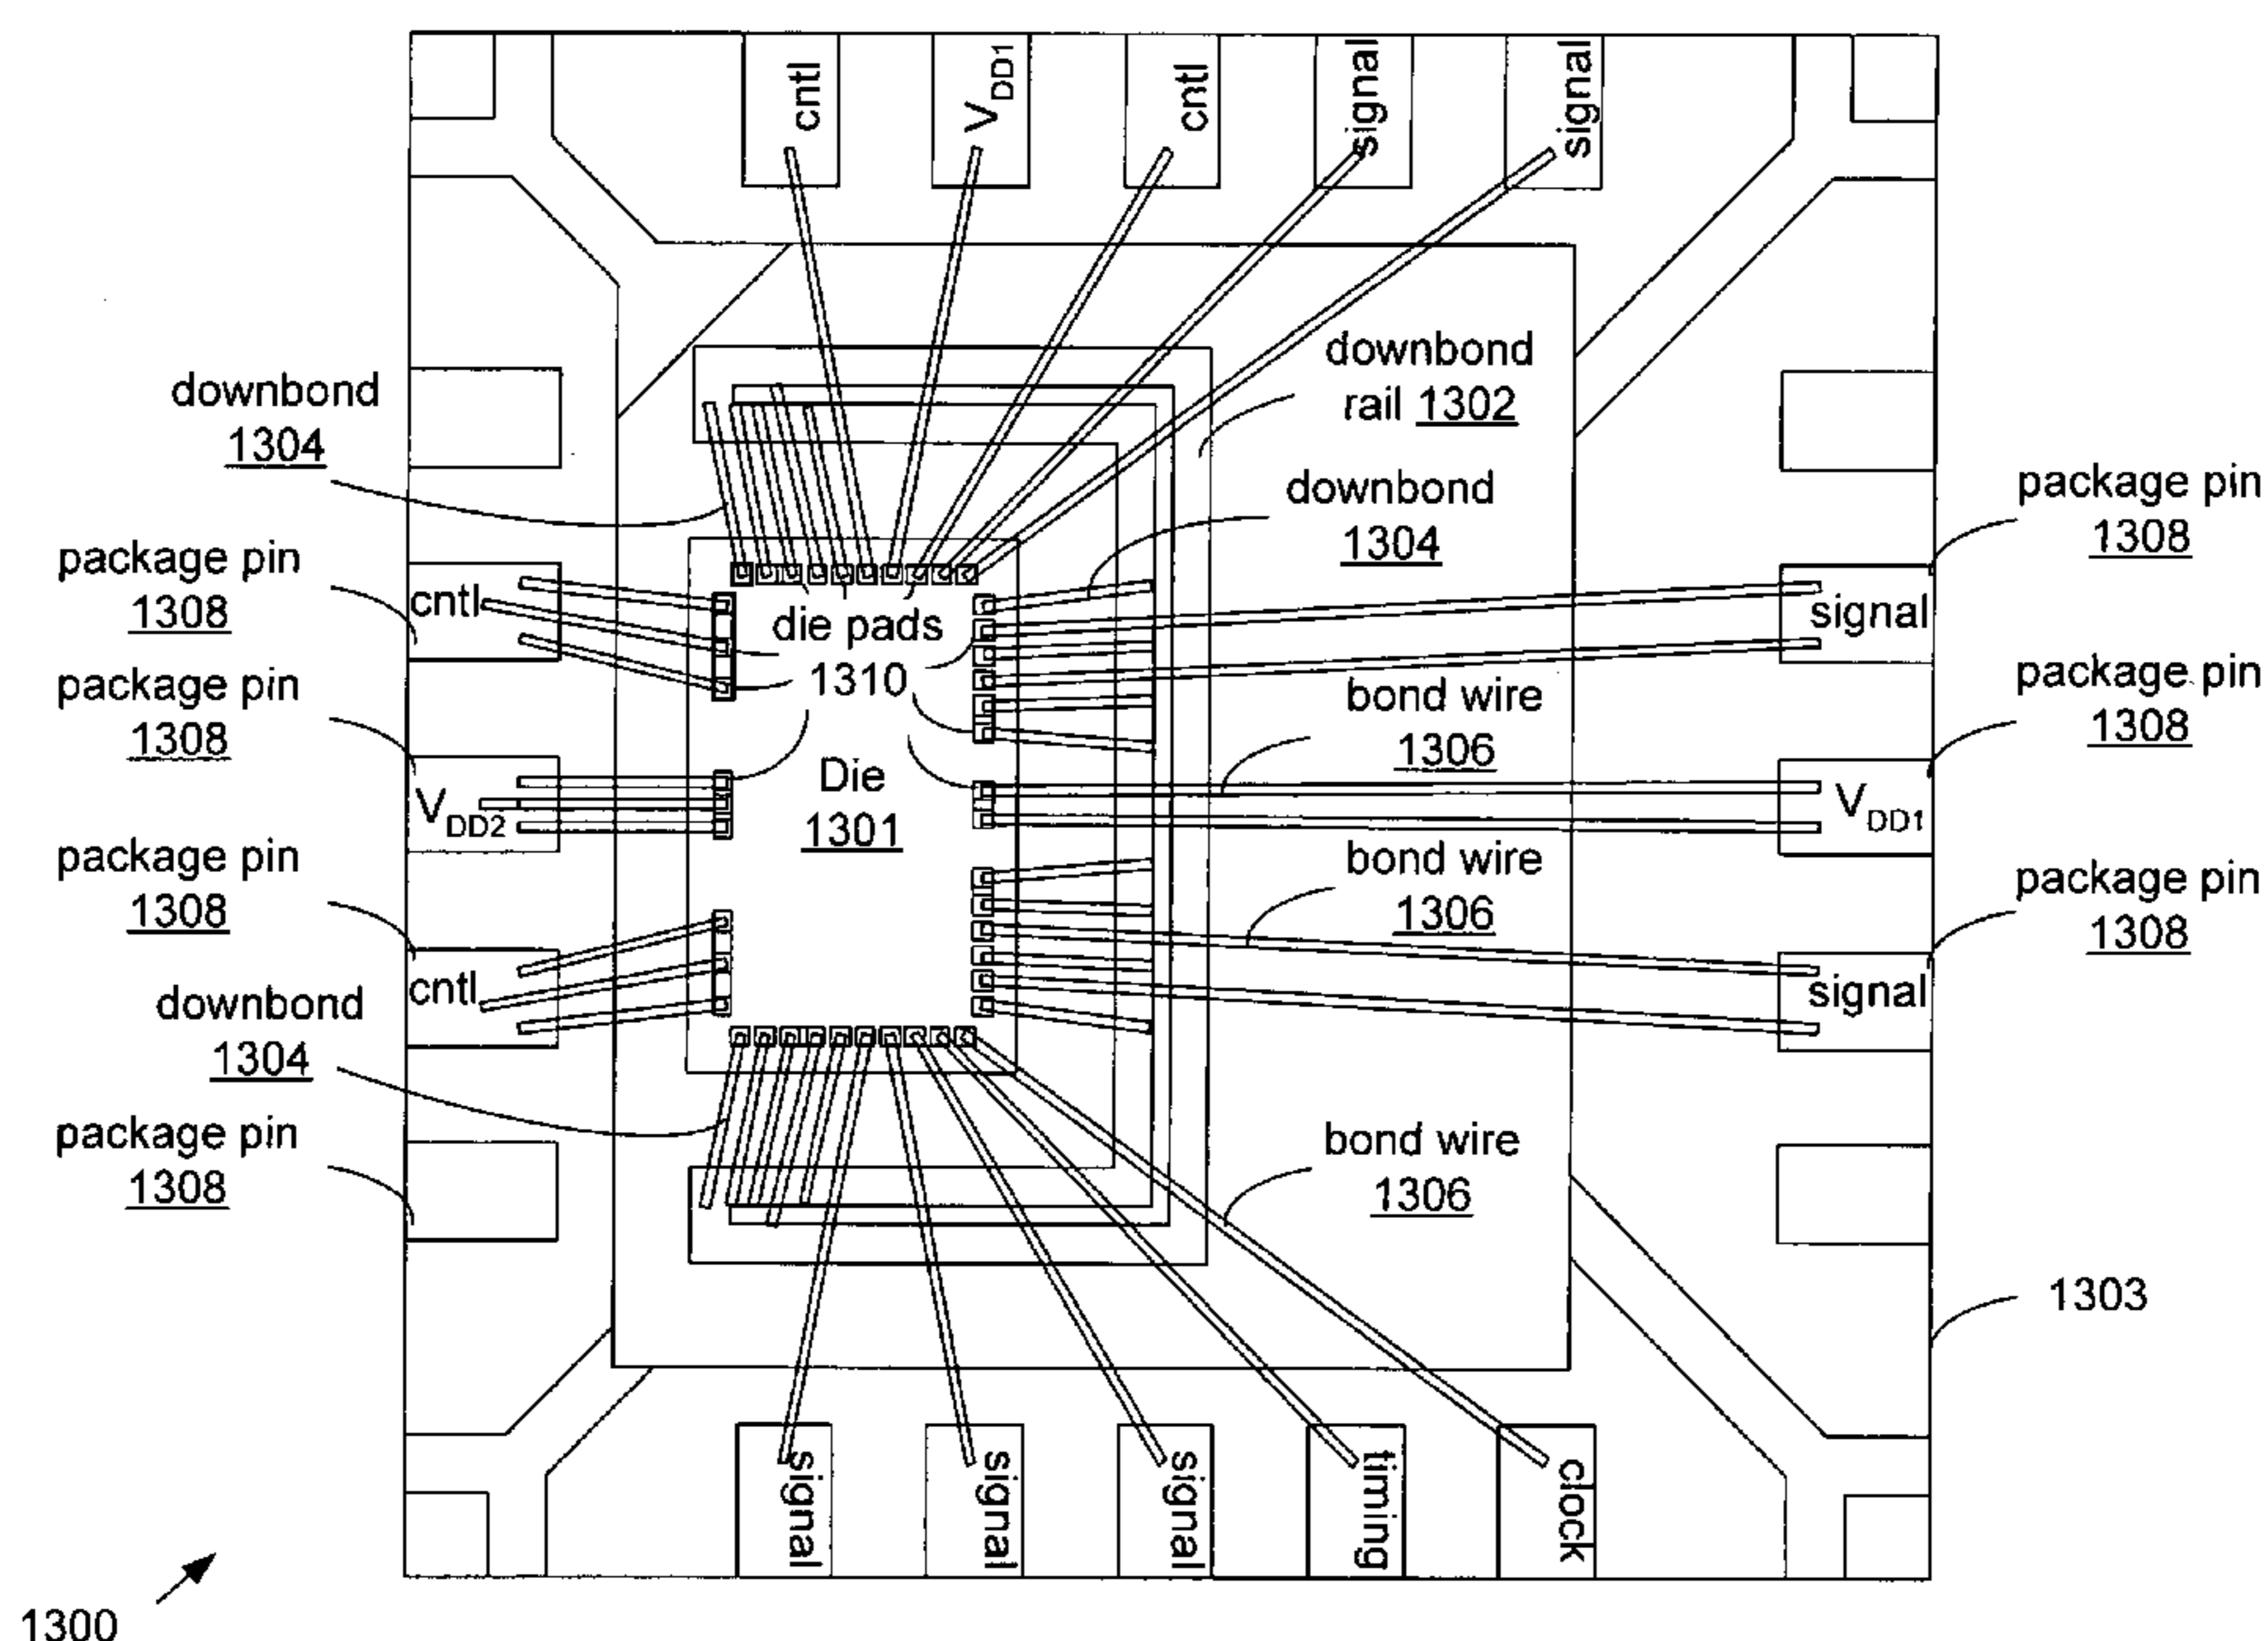 cntl
V DD1
cntl
signal
signal
downbond
1304
downbond
rail 1302
downbond
1304
package pin
1308
package pin
1308
cntl
signal
die pads
1310
package pin
1308
package pin
1308
bond wire
1306
Die
1301
V DD2
V DD1
package pin
1308
bond wire
1306
package pin
1308
cntl
signal
downbond
1304
package pin
1308
bond wire
1306
1303
signal
signal
signal
timing
clock
1300